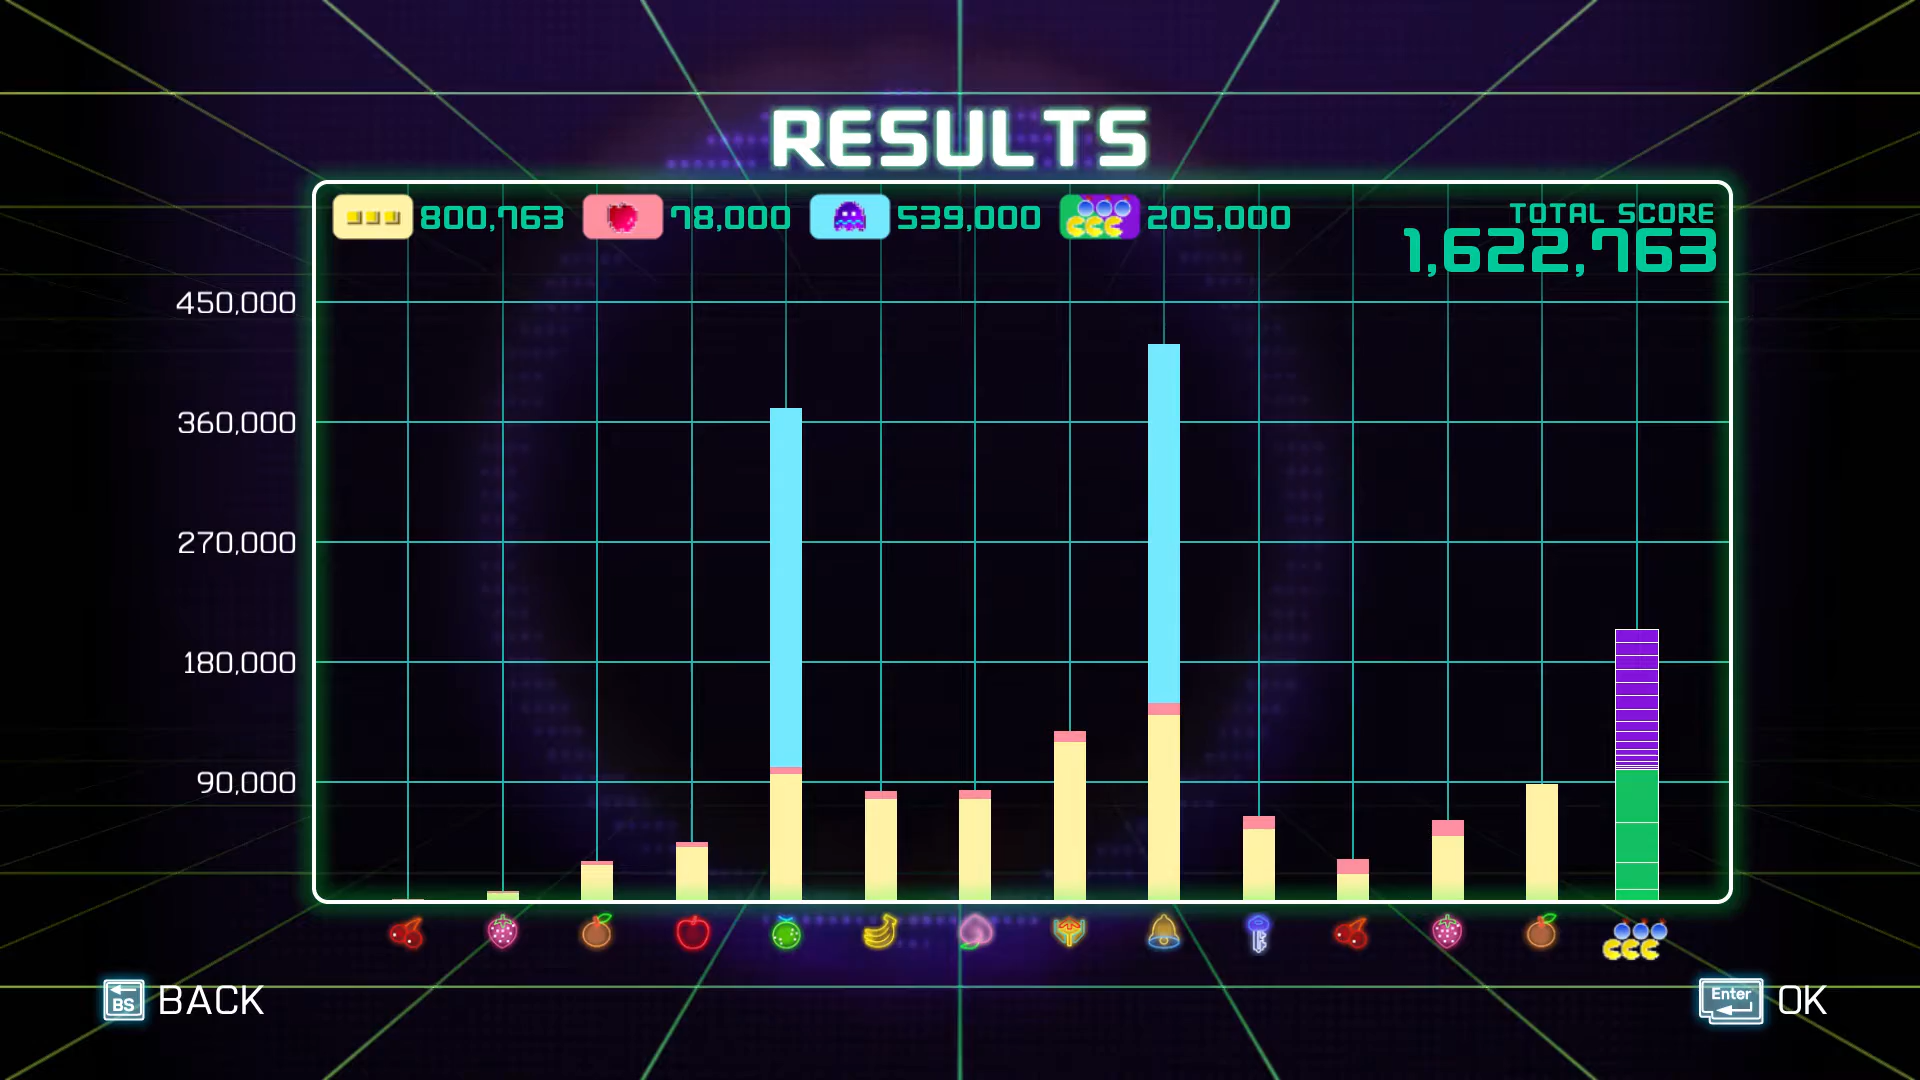 RESULTS
800,763 78,000 539,000 205,000
TOTAL SCORE
1,622,763
450,000
360,000
270,000
180,000
90,000
BS BACK
Enter OK